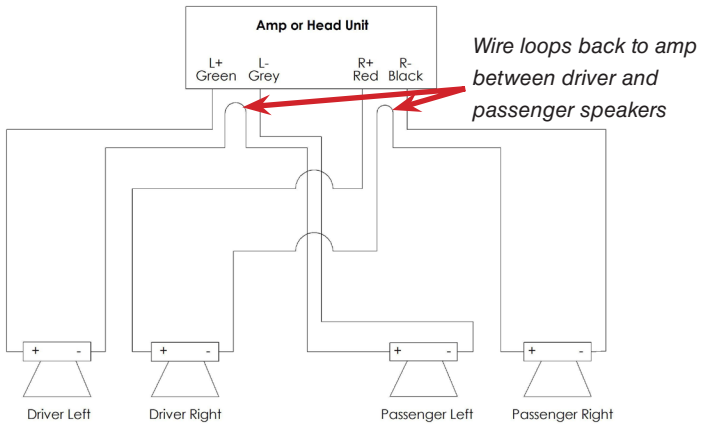 Amp or Head Unit
L+ L- R+ R-
Green Grey Red Black
Wire loops back to amp
between driver and
passenger speakers
+ - + - + - + -
Driver Left Driver Right Passenger Left Passenger Right